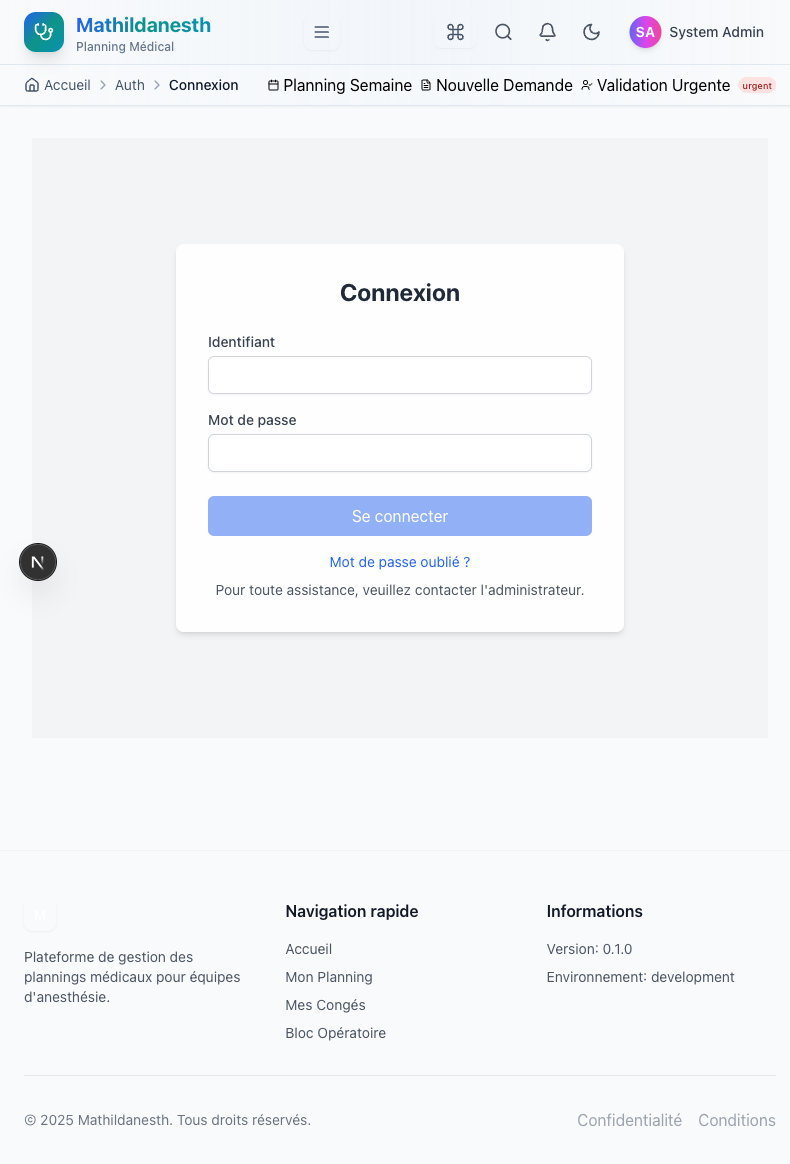 Mathildanesth
Planning Médical
SA System Admin
Accueil Auth Connexion Planning Semaine Nouvelle Demande Validation Urgente urgent
Connexion
Identifiant
Mot de passe
Se connecter
N
Mot de passe oublié ?
Pour toute assistance, veuillez contacter l'administrateur.
M
Plateforme de gestion des
plannings médicaux pour équipes
d'anesthésie.
Navigation rapide
Accueil
Mon Planning
Mes Congés
Bloc Opératoire
Informations
Version: 0.1.0
Environnement: development
© 2025 Mathildanesth. Tous droits réservés.
Confidentialité Conditions